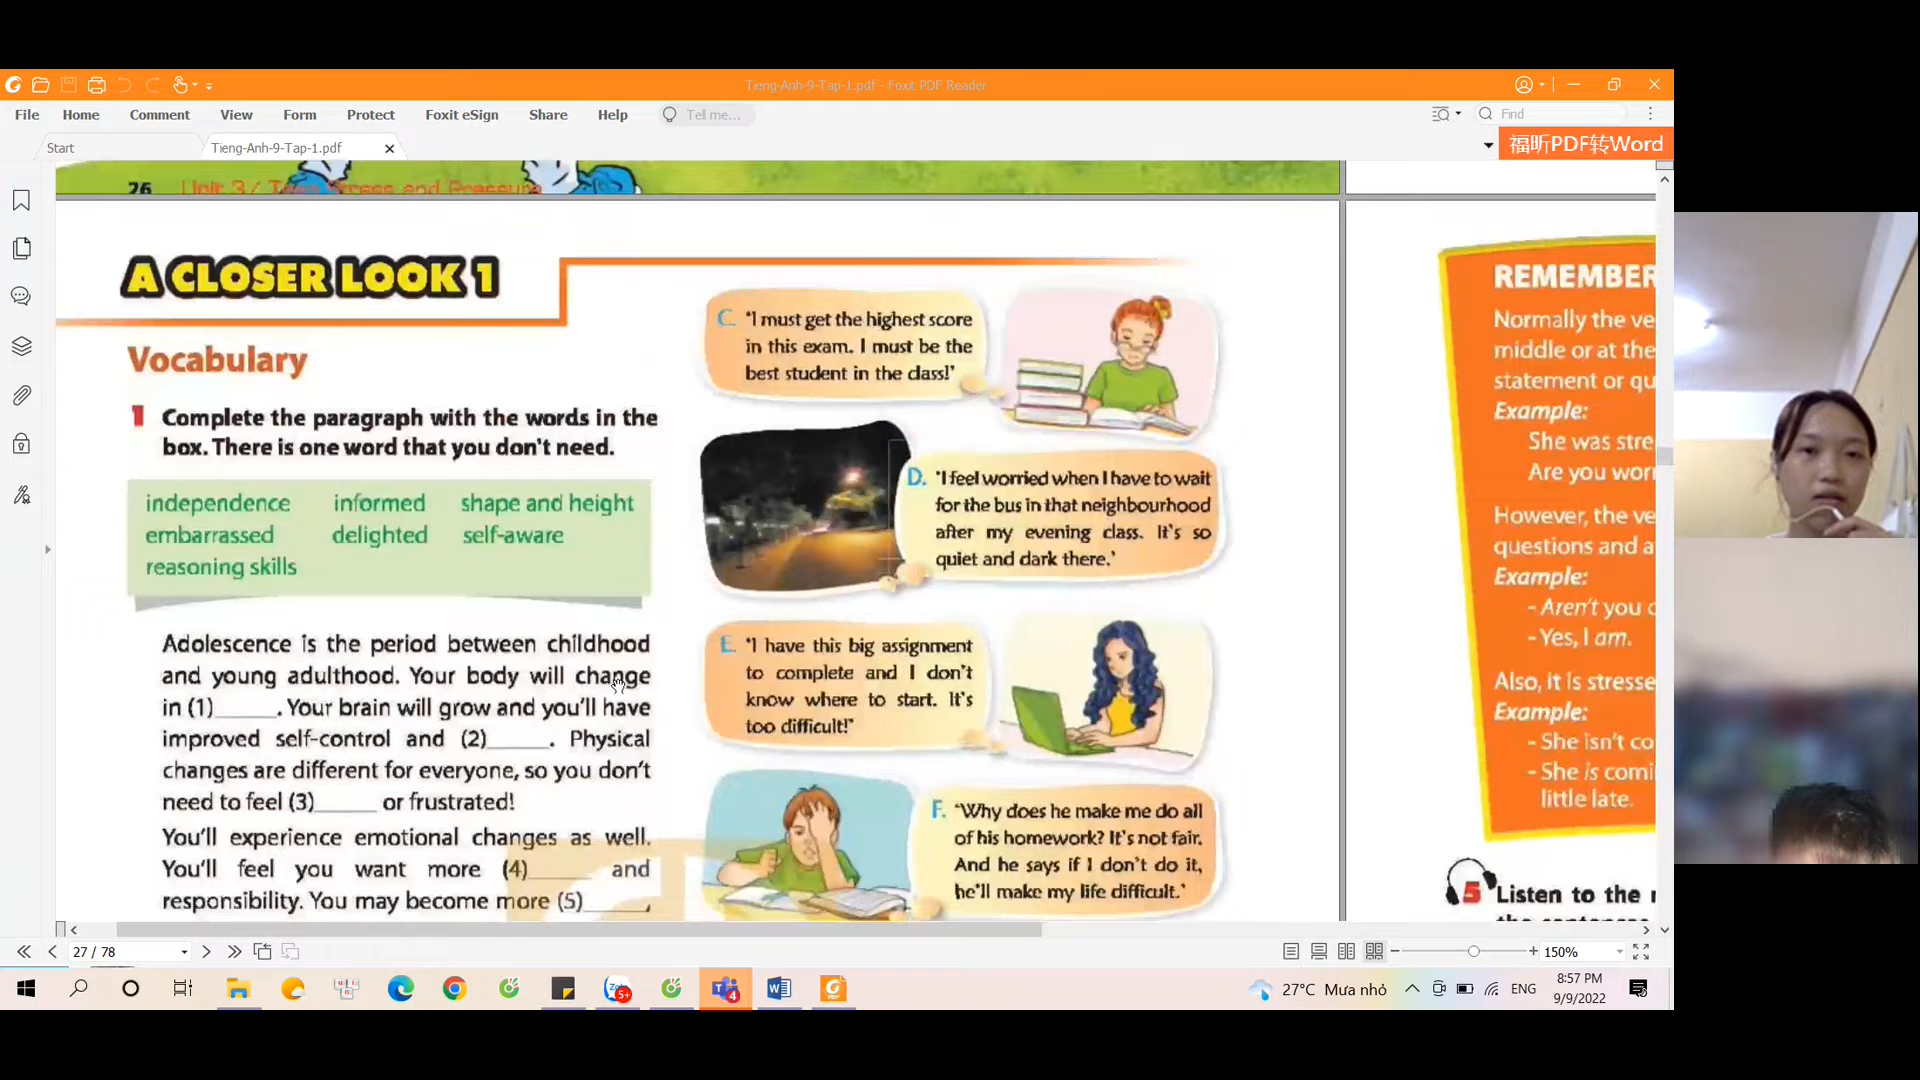 Tieng-Anh-9-Tap-1.pdf - Foxit PDF Reader
File Home Comment View Form Protect Foxit eSign Share Help Tell me... Find
Start Tieng-Anh-9-Tap-1.pdf
福昕PDF转Word
26 Unit 3/ Teen Stress and Pressure
A CLOSER LOOK 1
Vocabulary
1 Complete the paragraph with the words in the
box. There is one word that you don't need.
independence informed shape and height
embarrassed delighted self-aware
reasoning skills
Adolescence is the period between childhood
and young adulthood. Your body will change
in (1)_____. Your brain will grow and you'll have
improved self-control and (2)_____. Physical
changes are different for everyone, so you don't
need to feel (3)_____ or frustrated!
You'll experience emotional changes as well.
You'll feel you want more (4)_____ and
responsibility. You may become more (5)_____,
C. 'I must get the highest score
in this exam. I must be the
best student in the class!'
D. 'I feel worried when I have to wait
for the bus in that neighbourhood
after my evening class. It's so
quiet and dark there.'
E. 'I have this big assignment
to complete and I don't
know where to start. It's
too difficult!'
F. 'Why does he make me do all
of his homework? It's not fair.
And he says if I don't do it,
he'll make my life difficult.'
REMEMBER
Normally the ve
middle or at the
statement or qu
Example:
She was stre
Are you wor
However, the ve
questions and a
Example:
- Aren't you
- Yes, I am.
Also, it is stresse
Example:
- She isn't co
- She is comi
little late.
5 Listen to the
27 / 78
150%
27°C Mưa nhỏ
ENG
8:57 PM
9/9/2022
5+
4